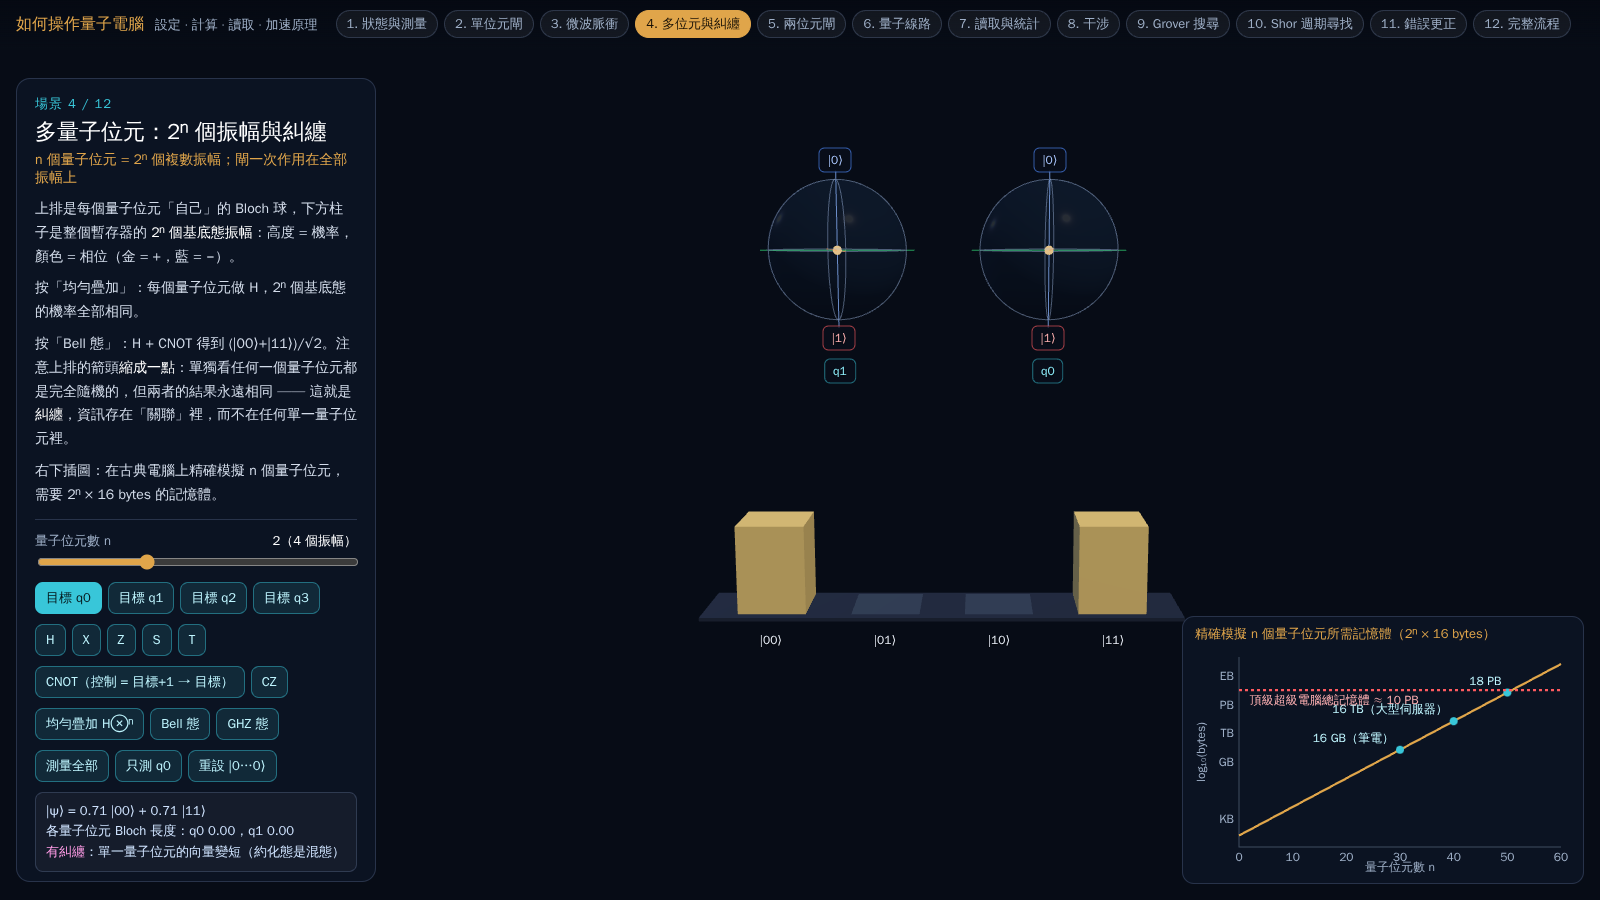 如何操作量子電腦 設定 · 計算 · 讀取 · 加速原理 1. 狀態與測量 2. 單位元閘 3. 微波脈衝 4. 多位元與糾纏 5. 兩位元閘 6. 量子線路 7. 讀取與統計 8. 干涉 9. Grover 搜尋 10. Shor 週期尋找 11. 錯誤更正 12. 完整流程
場景 4 / 12
多量子位元：2ⁿ 個振幅與糾纏
n 個量子位元 = 2ⁿ 個複數振幅；閘一次作用在全部
振幅上
上排是每個量子位元「自己」的 Bloch 球，下方柱
子是整個暫存器的 2ⁿ 個基底態振幅：高度 = 機率，
顏色 = 相位（金 = +，藍 = −）。
按「均勻疊加」：每個量子位元做 H，2ⁿ 個基底態
的機率全部相同。
按「Bell 態」：H + CNOT 得到 (|00⟩+|11⟩)/√2。注
意上排的箭頭縮成一點：單獨看任何一個量子位元都
是完全隨機的，但兩者的結果永遠相同 —— 這就是
糾纏，資訊存在「關聯」裡，而不在任何單一量子位
元裡。
右下插圖：在古典電腦上精確模擬 n 個量子位元，
需要 2ⁿ × 16 bytes 的記憶體。
量子位元數 n 2（4 個振幅）
目標 q0 目標 q1 目標 q2 目標 q3
H X Z S T
CNOT（控制 = 目標+1 → 目標） CZ
均勻疊加 H⊗ⁿ Bell 態 GHZ 態
測量全部 只測 q0 重設 |0⋯0⟩
|ψ⟩ = 0.71 |00⟩ + 0.71 |11⟩
各量子位元 Bloch 長度：q0 0.00，q1 0.00
有糾纏：單一量子位元的向量變短（約化態是混態）
|0⟩ |0⟩
|1⟩ |1⟩
q1 q0
|00⟩ |01⟩ |10⟩ |11⟩
精確模擬 n 個量子位元所需記憶體（2ⁿ × 16 bytes）
EB
PB
TB
GB
KB
log₁₀(bytes)
18 PB
頂級超級電腦總記憶體 ≈ 10 PB
16 TB（大型伺服器）
16 GB（筆電）
0 10 20 30 40 50 60
量子位元數 n